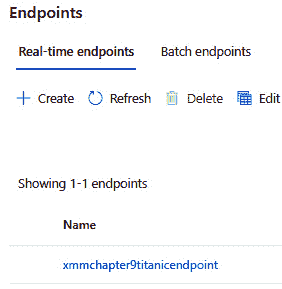 Endpoints
Real-time endpoints Batch endpoints
Create Refresh Delete Edit
Showing 1-1 endpoints
Name
xmmchapter9titanicendpoint